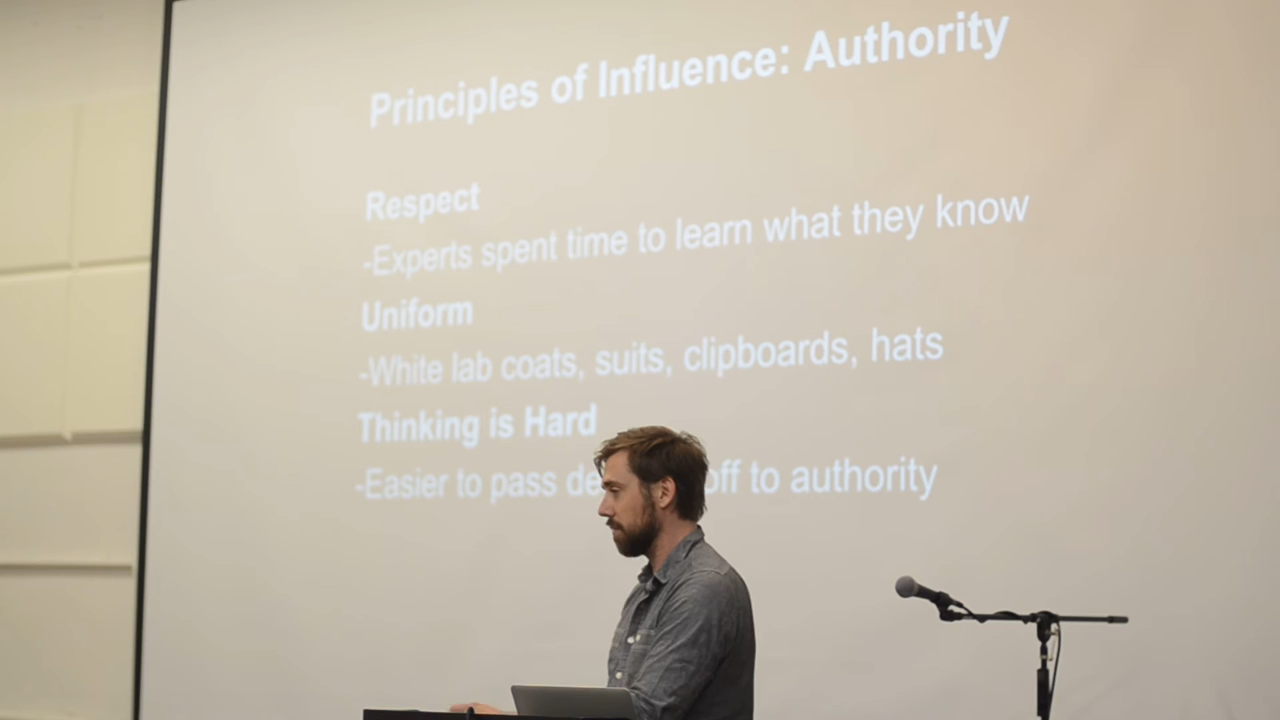 Principles of Influence: Authority
Respect
-Experts spent time to learn what they know
Uniform
-White lab coats, suits, clipboards, hats
Thinking is Hard
-Easier to pass off to authority